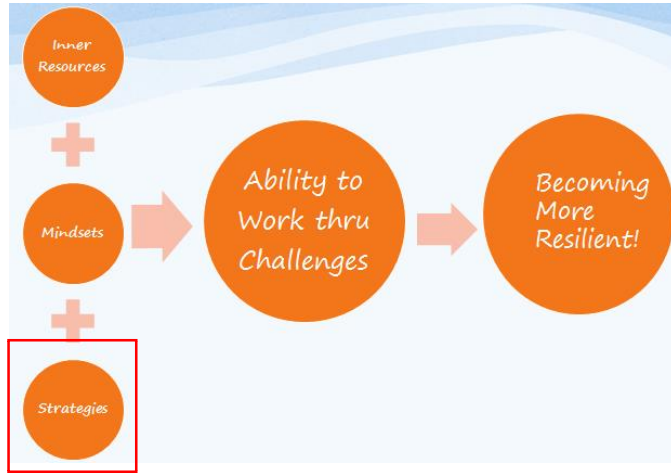 Inner
Resources
Mindsets
Strategies
Ability to
Work thru
Challenges
Becoming
More
Resilient!